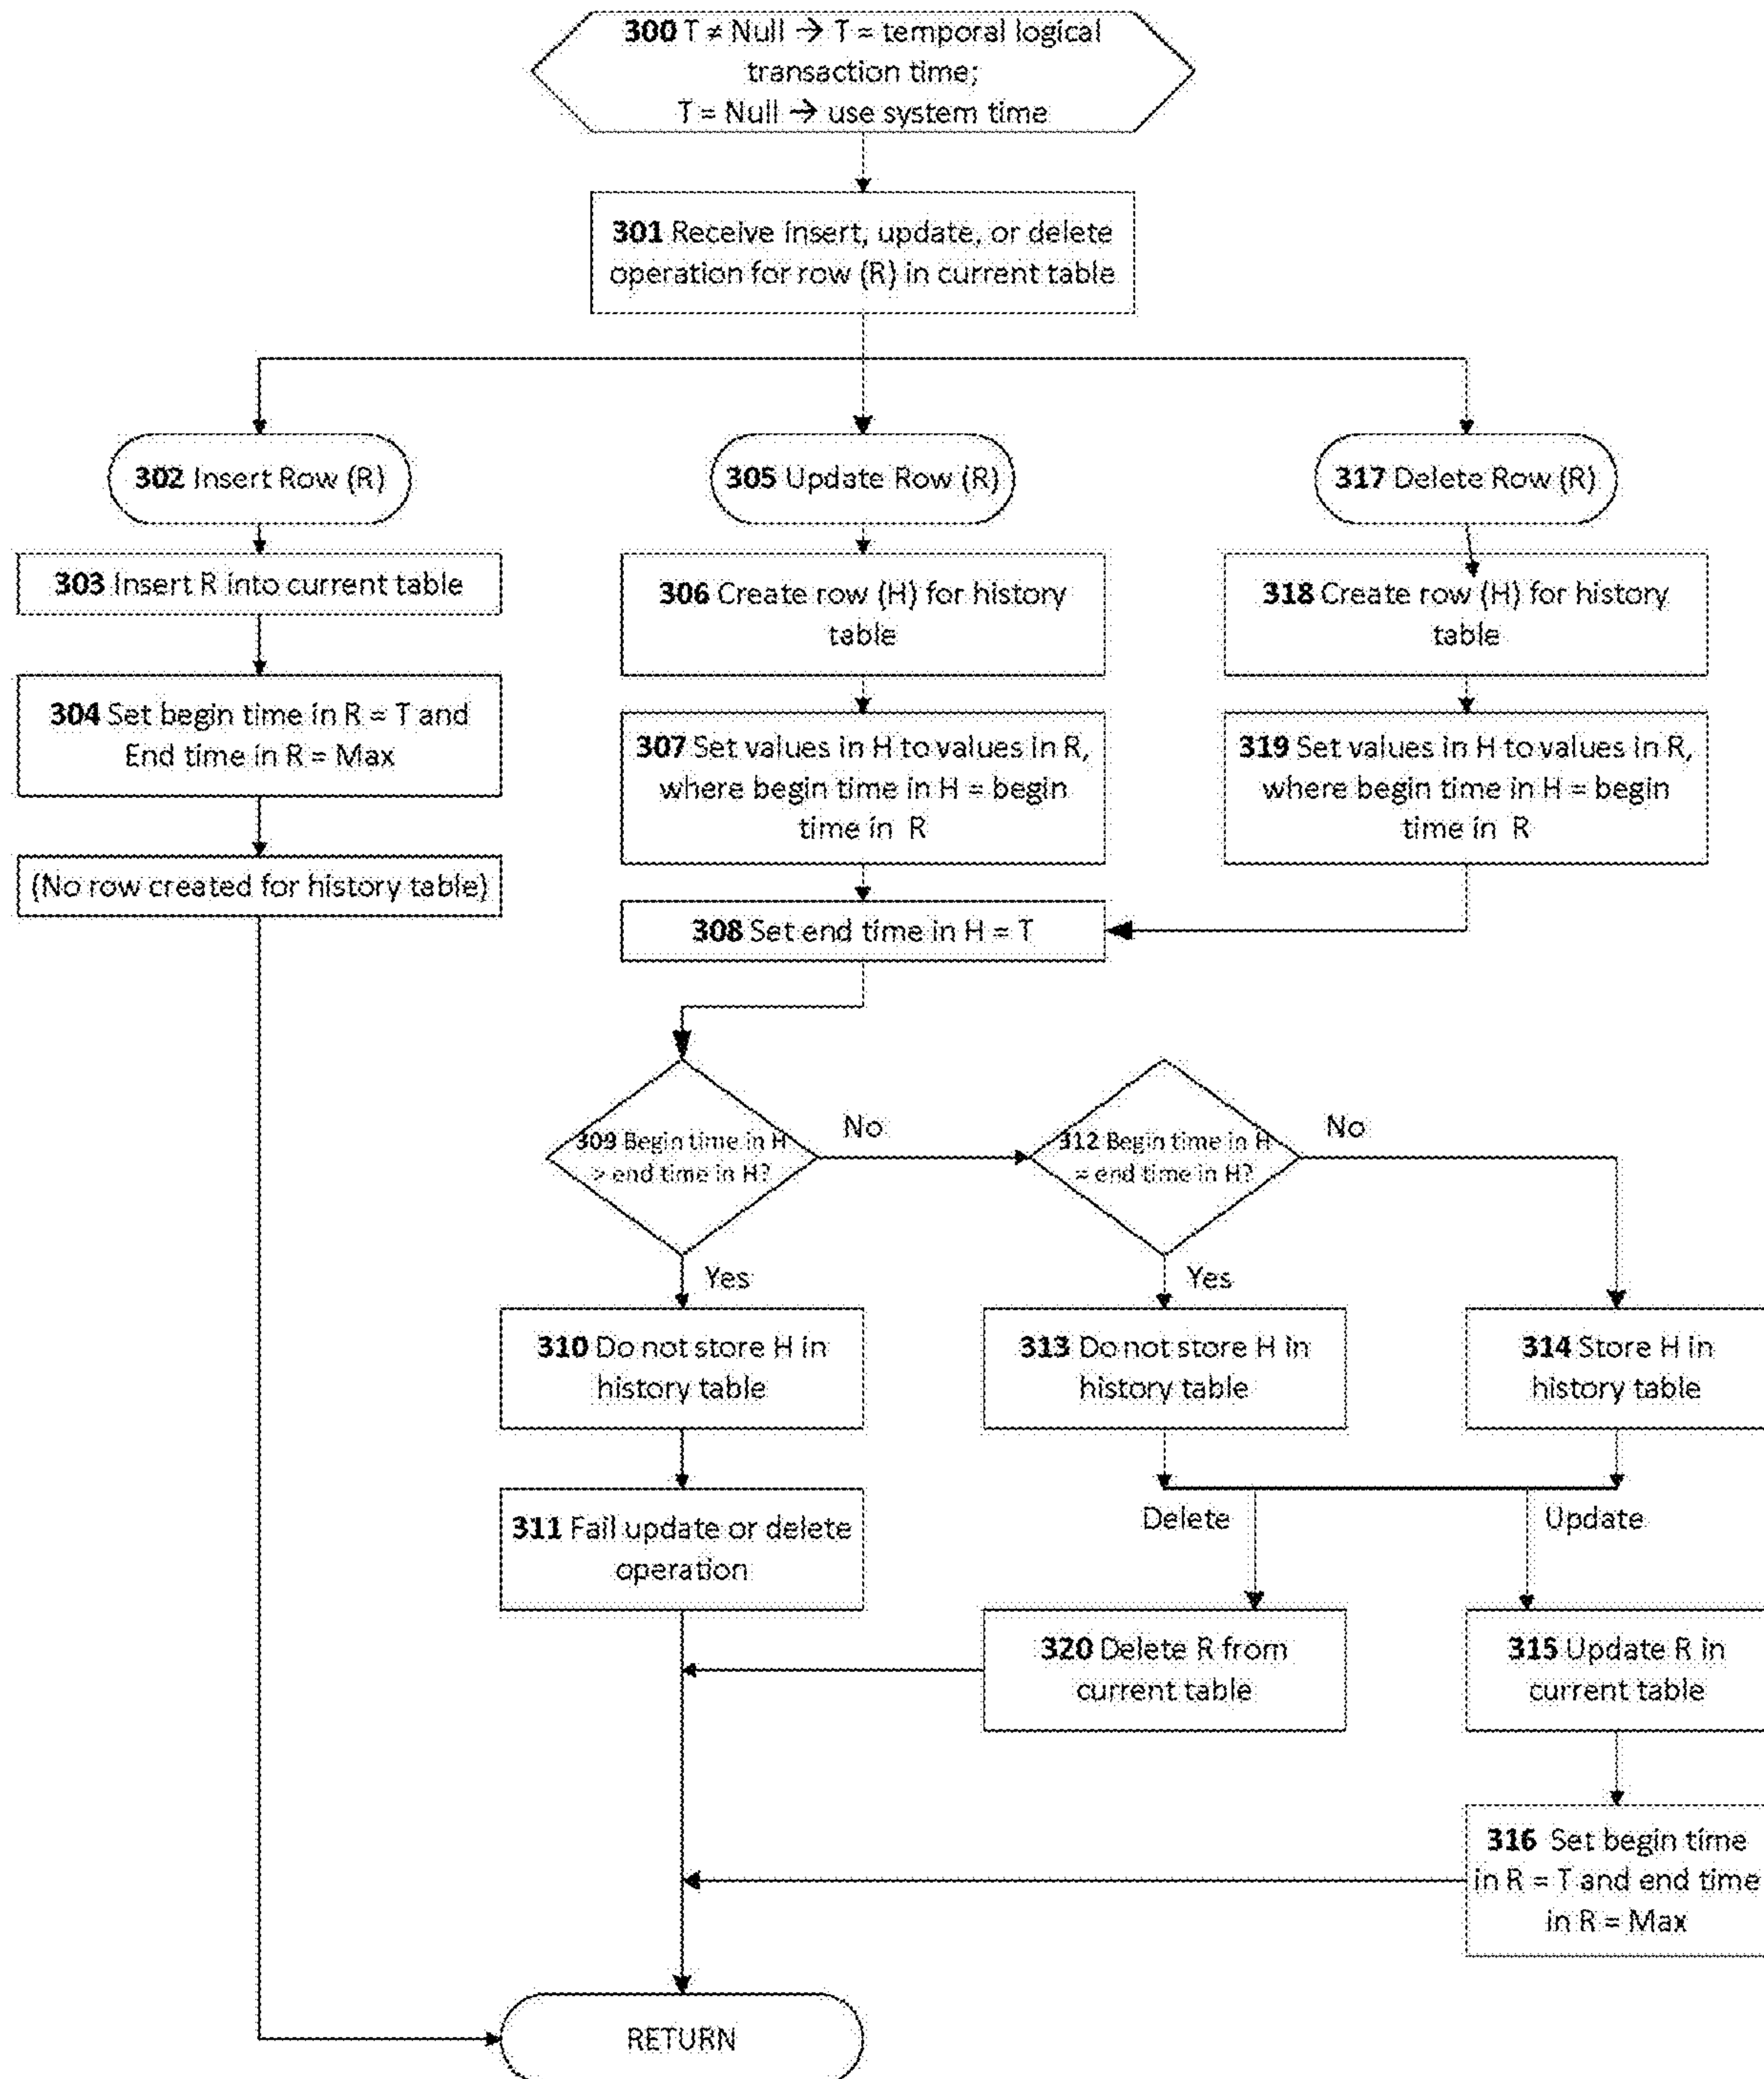 300 T ≠ Null → T = temporal logical
transaction time;
T = Null → use system time
301 Receive insert, update, or delete
operation for row (R) in current table
302 Insert Row (R)
305 Update Row (R)
317 Delete Row (R)
303 Insert R into current table
306 Create row (H) for history
table
318 Create row (H) for history
table
304 Set begin time in R = T and
End time in R = Max
307 Set values in H to values in R,
where begin time in H = begin
time in R
319 Set values in H to values in R,
where begin time in H = begin
time in R
(No row created for history table)
308 Set end time in H = T
309 Begin time in H
> end time in H?
No
312 Begin time in H
= end time in H?
No
Yes
Yes
310 Do not store H in
history table
313 Do not store H in
history table
314 Store H in
history table
311 Fail update or delete
operation
Delete
Update
320 Delete R from
current table
315 Update R in
current table
316 Set begin time
in R = T and end time
in R = Max
RETURN